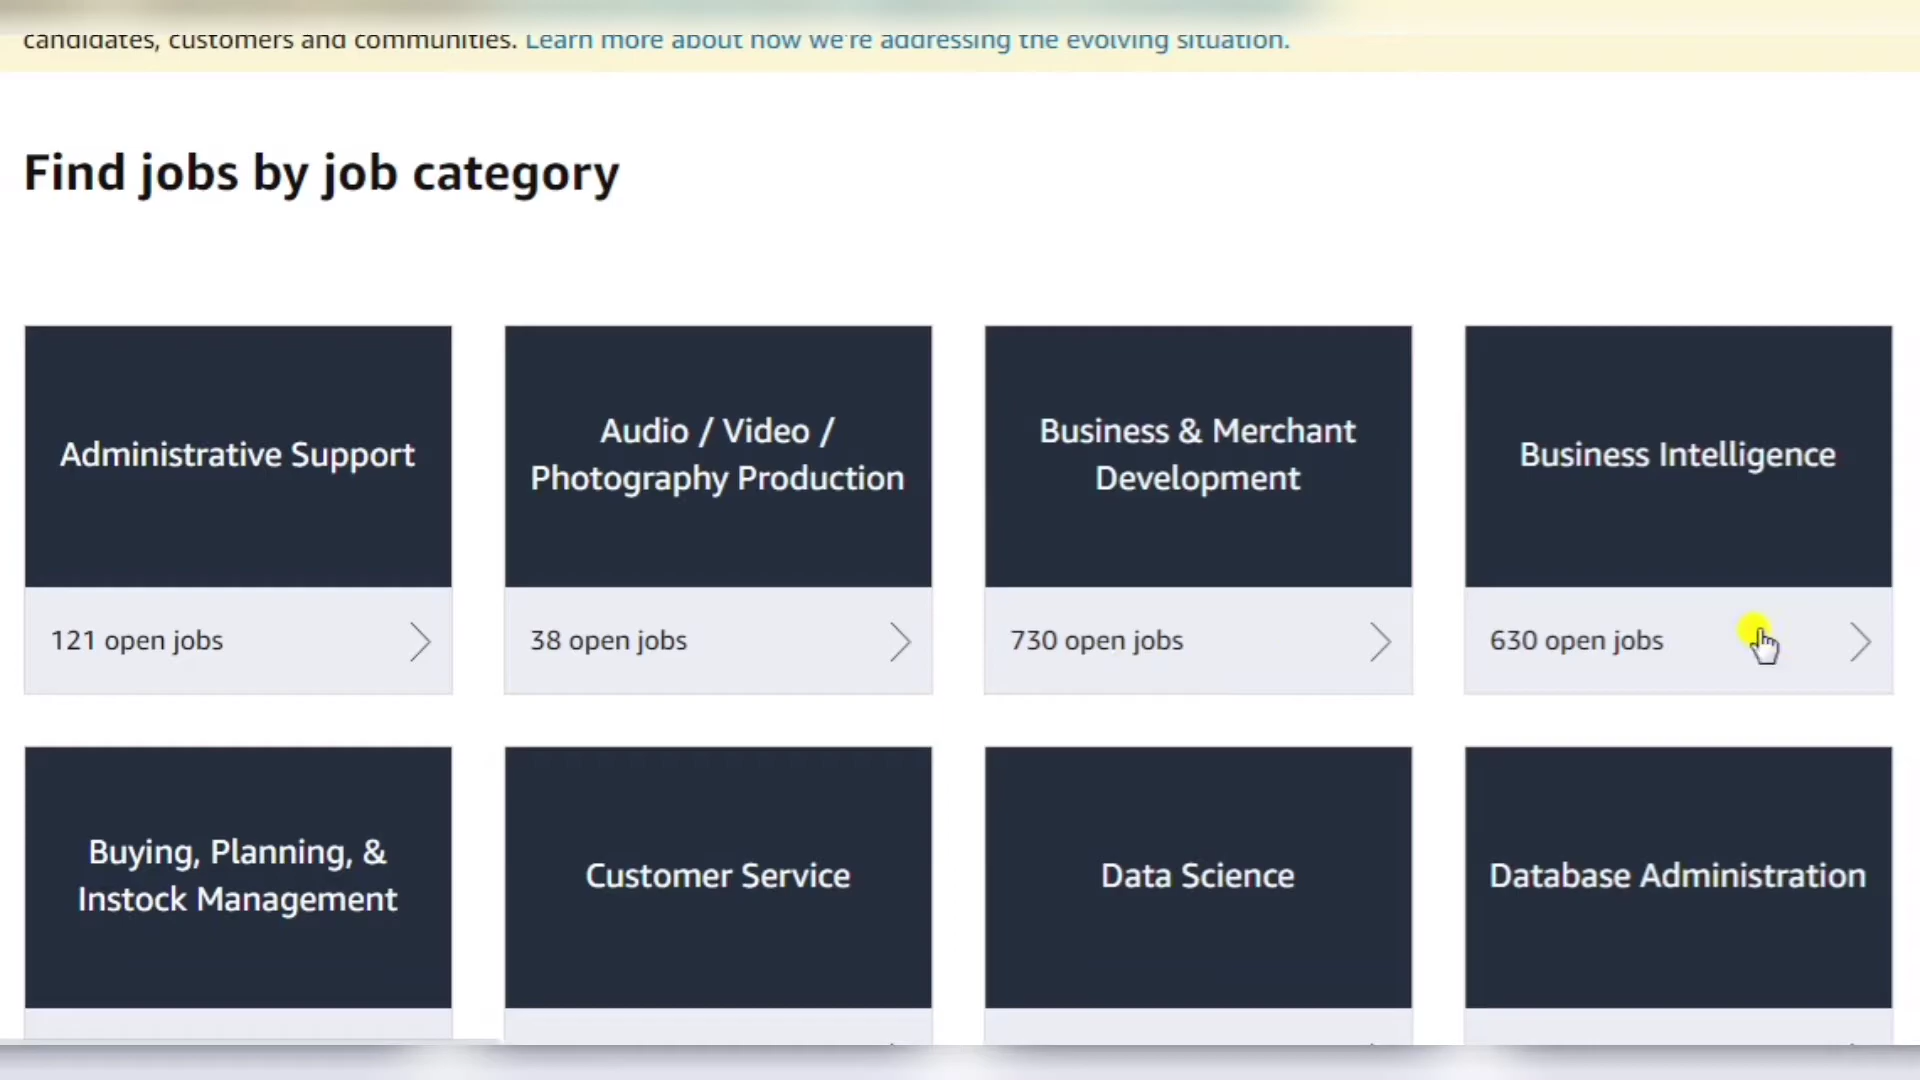 candidates, customers and communities. Learn more about how we're addressing the evolving situation.
Find jobs by job category
Administrative Support
Audio / Video /
Photography Production
Business & Merchant
Development
Business Intelligence
121 open jobs
38 open jobs
730 open jobs
630 open jobs
Buying, Planning, &
Instock Management
Customer Service
Data Science
Database Administration